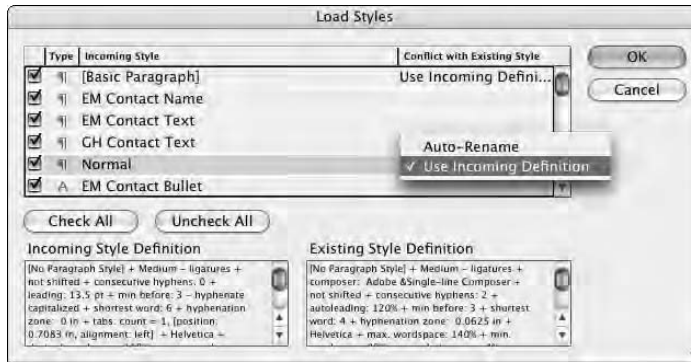 Load Styles
Type Incoming Style Conflict with Existing Style
¶ [Basic Paragraph] Use Incoming Defini...
¶ EM Contact Name
¶ EM Contact Text
¶ GH Contact Text
¶ Normal
A EM Contact Bullet
Auto-Rename
✓ Use Incoming Definition
OK
Cancel
Check All Uncheck All
Incoming Style Definition
[No Paragraph Style] + Medium - ligatures +
not shifted + consecutive hyphens: 0 +
leading: 13.5 pt + min before: 3 - hyphenate
capitalized + shortest word: 6 + hyphenation
zone: 0 in + tabs: count = 1, [position:
0.7083 in, alignment: left] + Helvetica +
Existing Style Definition
[No Paragraph Style] + Medium - ligatures +
composer: Adobe &Single-line Composer +
not shifted + consecutive hyphens: 2 +
autoleading: 120% + min before: 3 + shortest
word: 4 + hyphenation zone: 0.0625 in +
Helvetica + max. wordspace: 140% + min.